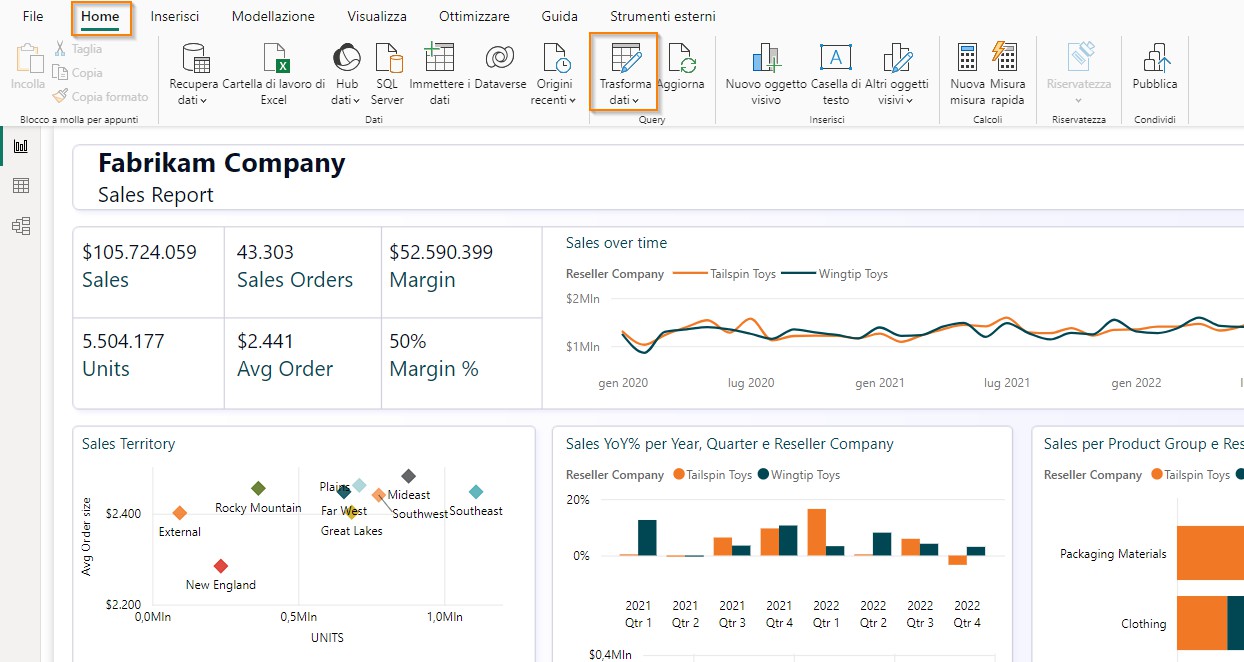 File Home Inserisci Modellazione Visualizza Ottimizzare Guida Strumenti esterni
Incolla
Taglia
Copia
Copia formato
Blocco a molla per appunti
Recupera dati
Cartella di lavoro di Excel
Hub dati
SQL Server
Immettere i dati
Dataverse
Origini recenti
Dati
Trasforma dati
Aggiorna
Query
Nuovo oggetto visivo
A
Casella di testo
Altri oggetti visivi
Inserisci
Nuova misura
Misura rapida
Calcoli
Riservatezza
Riservatezza
Pubblica
Condividi
Fabrikam Company
Sales Report
$105.724.059
Sales
43.303
Sales Orders
$52.590.399
Margin
5.504.177
Units
$2.441
Avg Order
50%
Margin %
Sales over time
Reseller Company Tailspin Toys Wingtip Toys
$2Mln
$1Mln
gen 2020 lug 2020 gen 2021 lug 2021 gen 2022
Sales Territory
Avg Order size
$2.400
$2.200
Plains
Mideast
Rocky Mountain
Far West
Southwest
Southeast
External
Great Lakes
New England
0,0Mln 0,5Mln 1,0Mln
UNITS
Sales YoY% per Year, Quarter e Reseller Company
Reseller Company Tailspin Toys Wingtip Toys
20%
0%
2021 2021 2021 2021 2022 2022 2022 2022
Qtr 1 Qtr 2 Qtr 3 Qtr 4 Qtr 1 Qtr 2 Qtr 3 Qtr 4
$0,4Mln
Sales per Product Group e Res
Reseller Company Tailspin Toys
Packaging Materials
Clothing